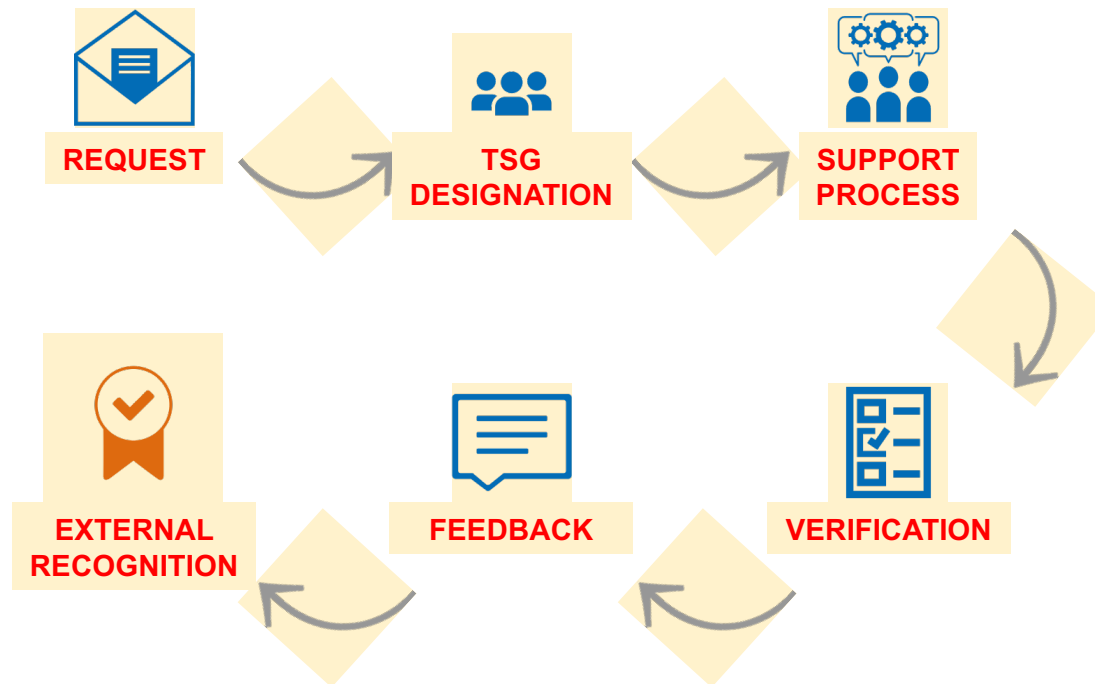 REQUEST
TSG
DESIGNATION
SUPPORT
PROCESS
EXTERNAL
RECOGNITION
FEEDBACK
VERIFICATION